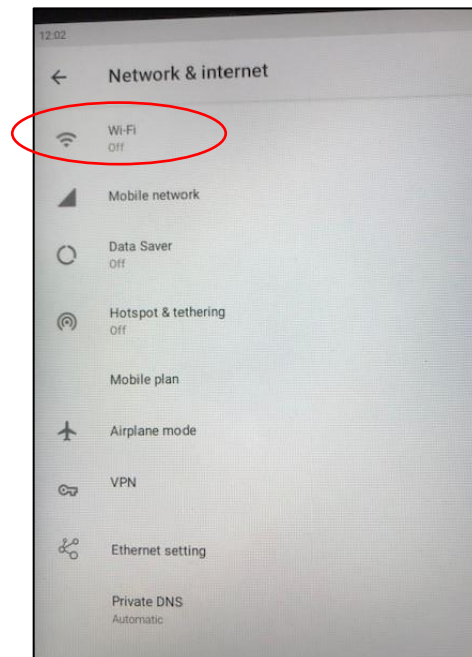 12:02
Network & internet
Wi-Fi
Off
Mobile network
Data Saver
Off
Hotspot & tethering
Off
Mobile plan
Airplane mode
VPN
Ethernet setting
Private DNS
Automatic